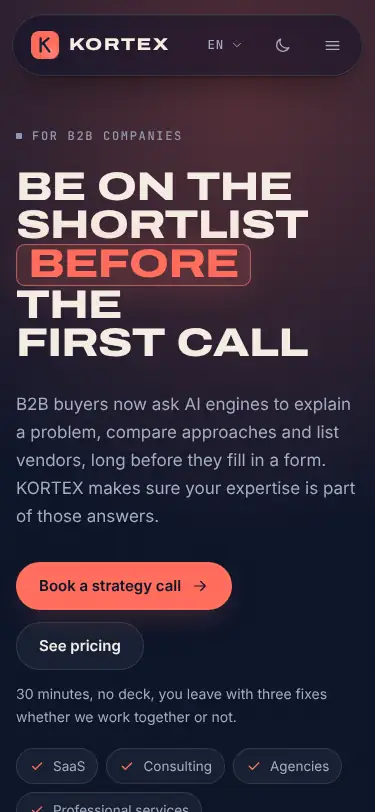 K KORTEX EN
FOR B2B COMPANIES
BE ON THE
SHORTLIST
BEFORE
THE
FIRST CALL
B2B buyers now ask AI engines to explain
a problem, compare approaches and list
vendors, long before they fill in a form.
KORTEX makes sure your expertise is part
of those answers.
Book a strategy call →
See pricing
30 minutes, no deck, you leave with three fixes
whether we work together or not.
SaaS Consulting Agencies
Professional services